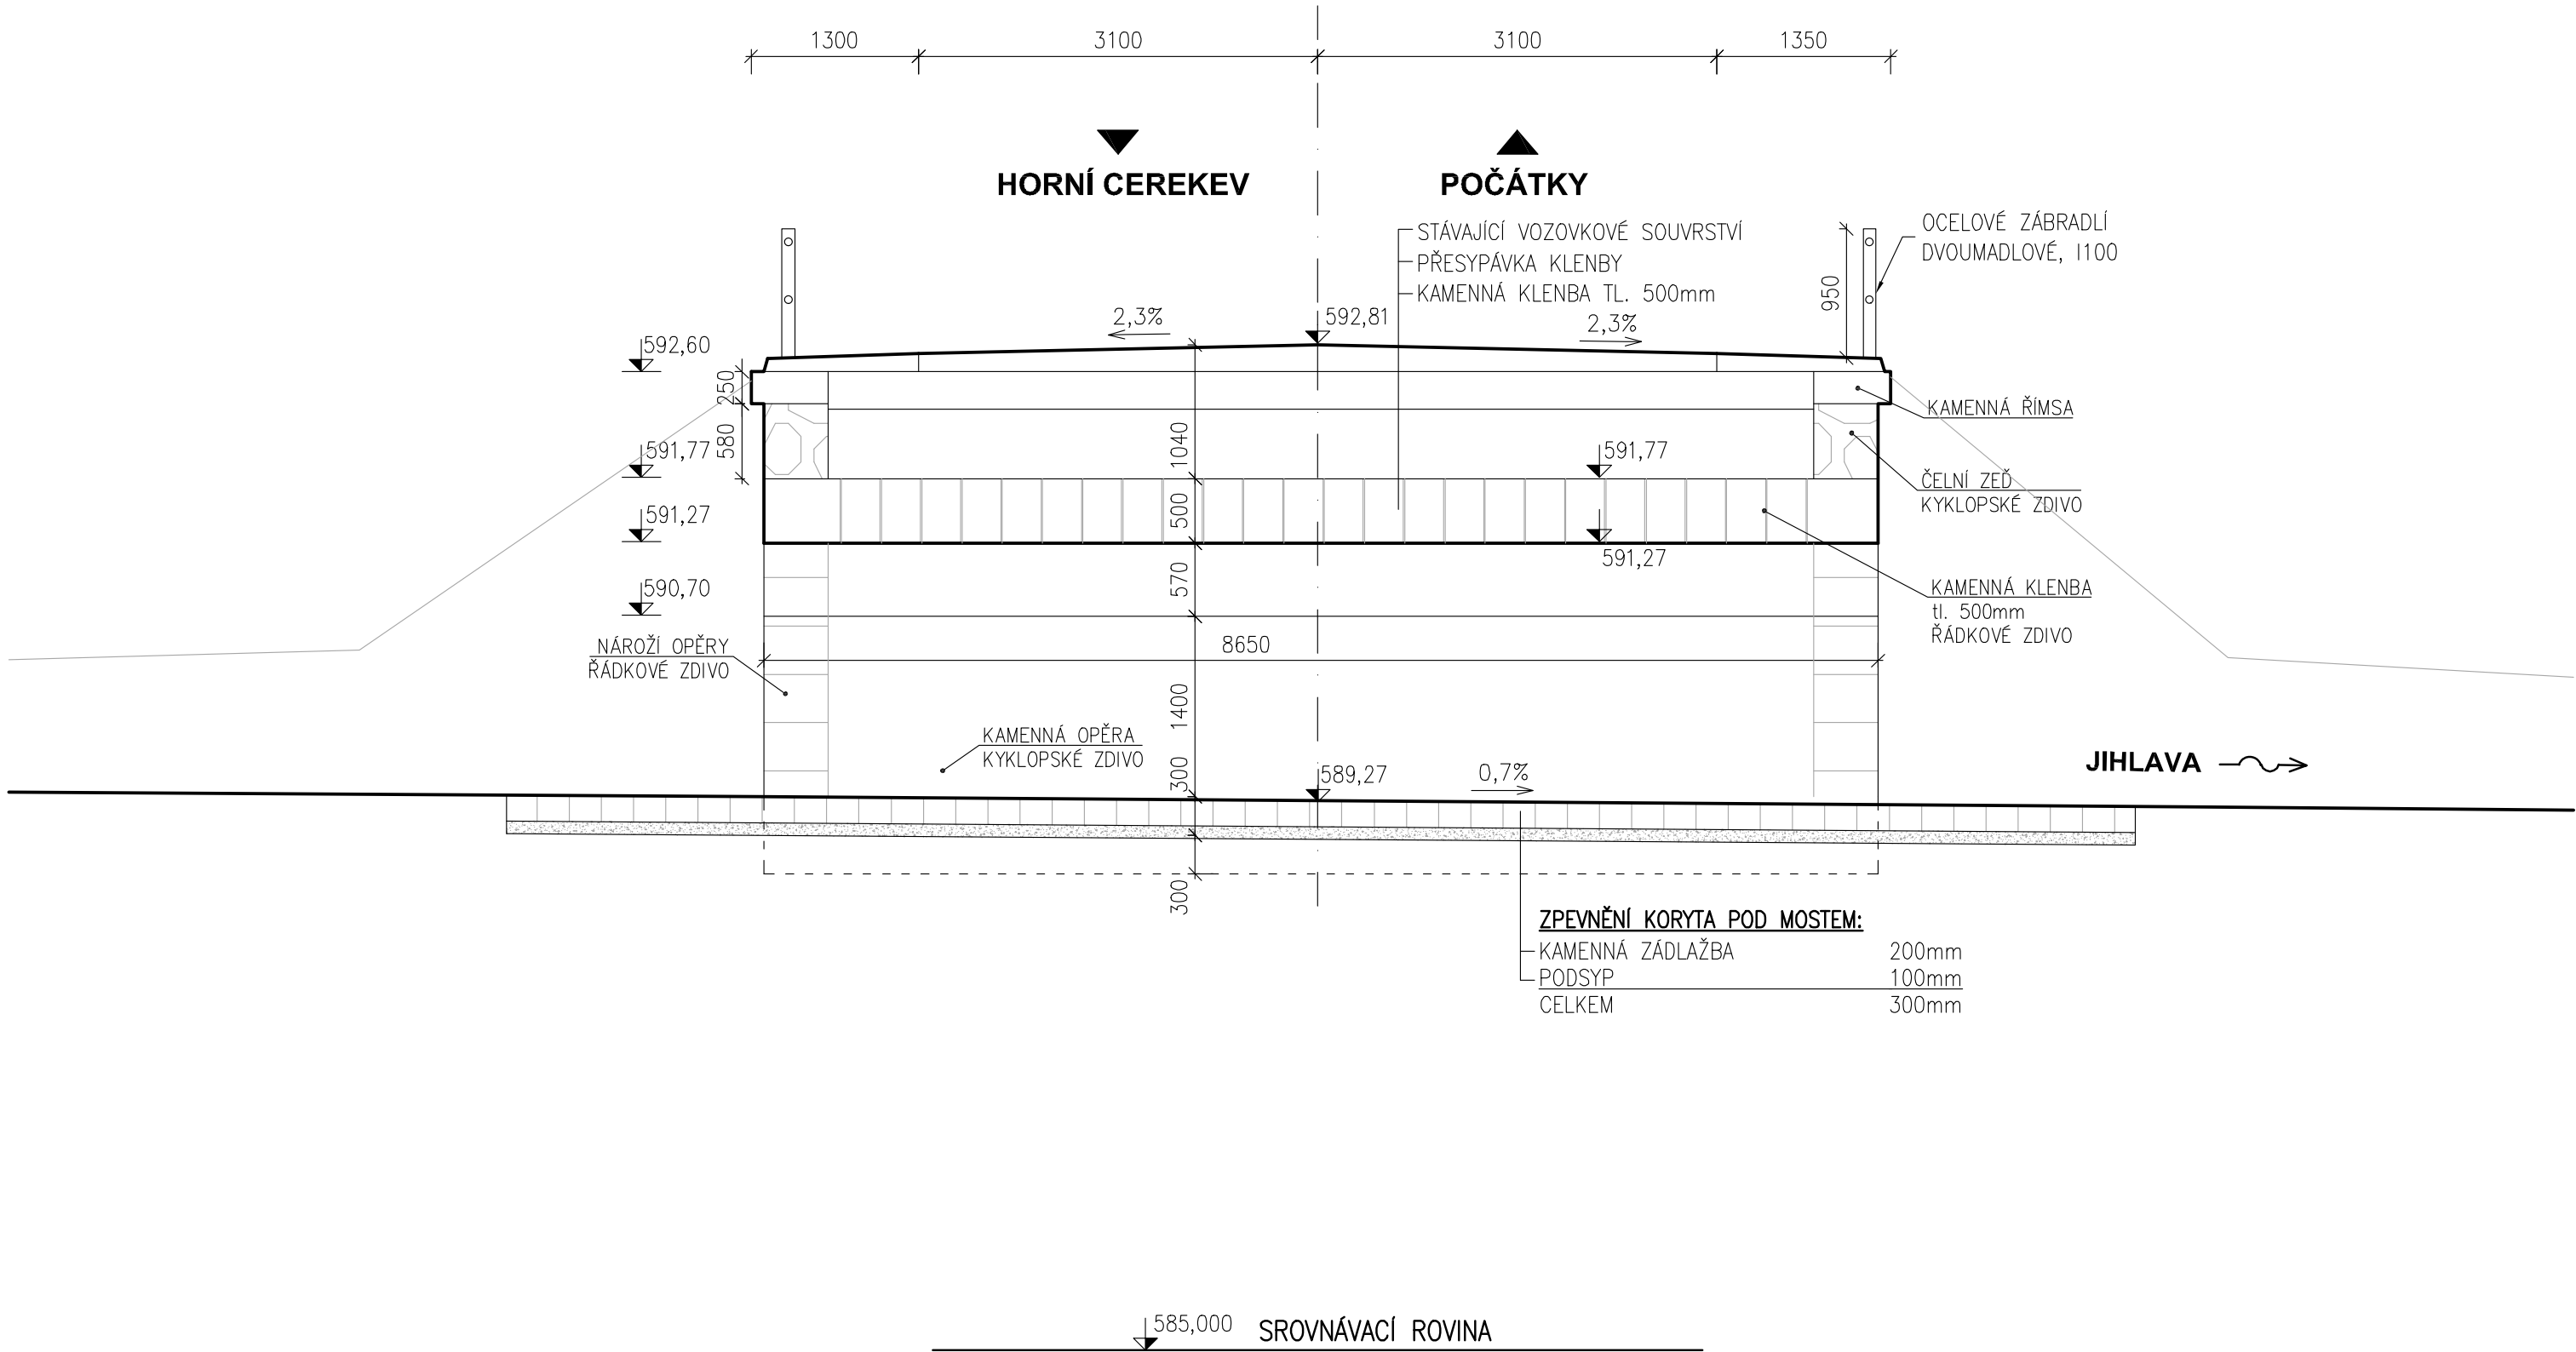 1300
3100
3100
1350
HORNÍ CEREKEV
POČÁTKY
STÁVAJÍCÍ VOZOVKOVÉ SOUVRSTVÍ
PŘESYPÁVKA KLENBY
KAMENNÁ KLENBA TL. 500mm
OCELOVÉ ZÁBRADLÍ
DVOUMADLOVÉ, I100
950
2,3%
592,81
2,3%
592,60
250
580
KAMENNÁ ŘÍMSA
591,77
1040
591,77
ČELNÍ ZEĎ
KYKLOPSKÉ ZDIVO
591,27
500
591,27
590,70
570
KAMENNÁ KLENBA
tl. 500mm
ŘÁDKOVÉ ZDIVO
NÁROŽÍ OPĚRY
ŘÁDKOVÉ ZDIVO
8650
1400
KAMENNÁ OPĚRA
KYKLOPSKÉ ZDIVO
300
589,27
0,7%
JIHLAVA
300
ZPEVNĚNÍ KORYTA POD MOSTEM:
KAMENNÁ ZÁDLAŽBA 200mm
PODSYP 100mm
CELKEM 300mm
585,000 SROVNÁVACÍ ROVINA